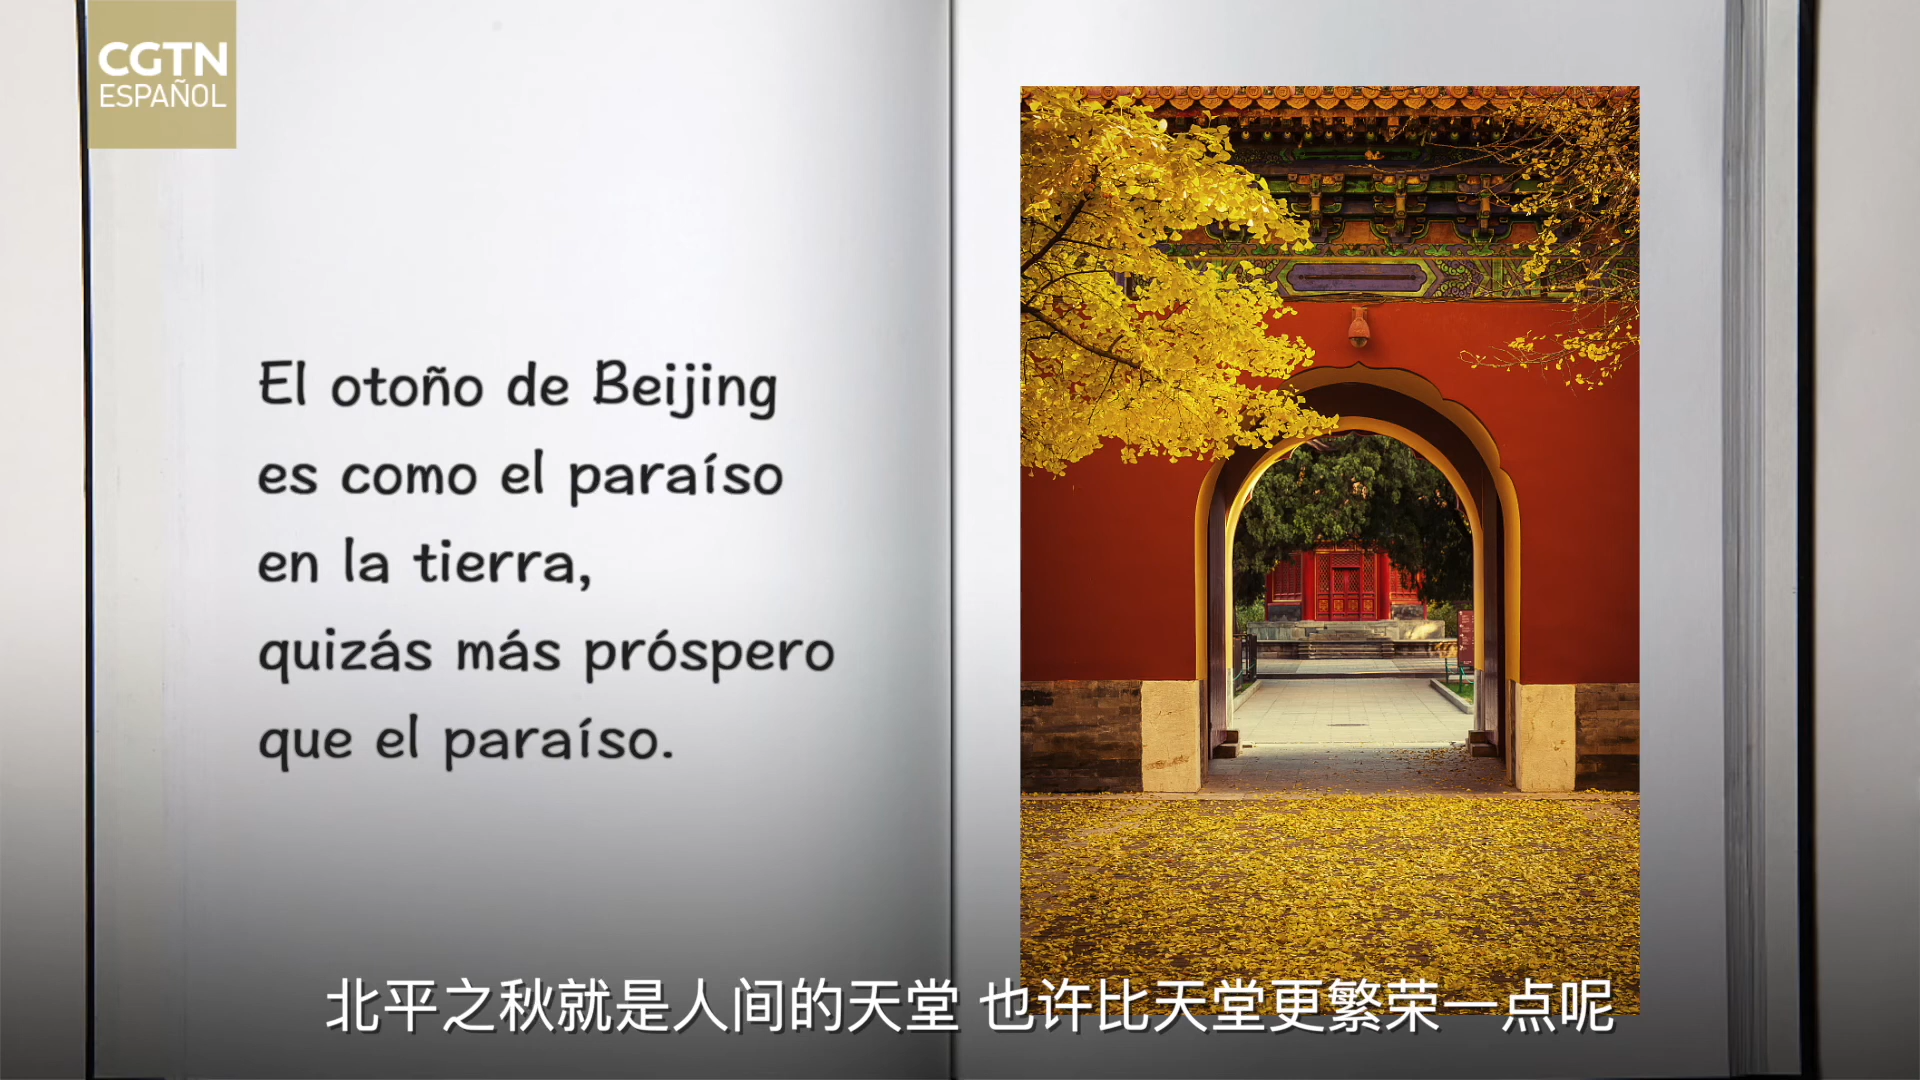 CGTN
ESPAÑOL
El otoño de Beijing
es como el paraíso
en la tierra,
quizás más próspero
que el paraíso.
北平之秋就是人间的天堂 也许比天堂更繁荣一点呢